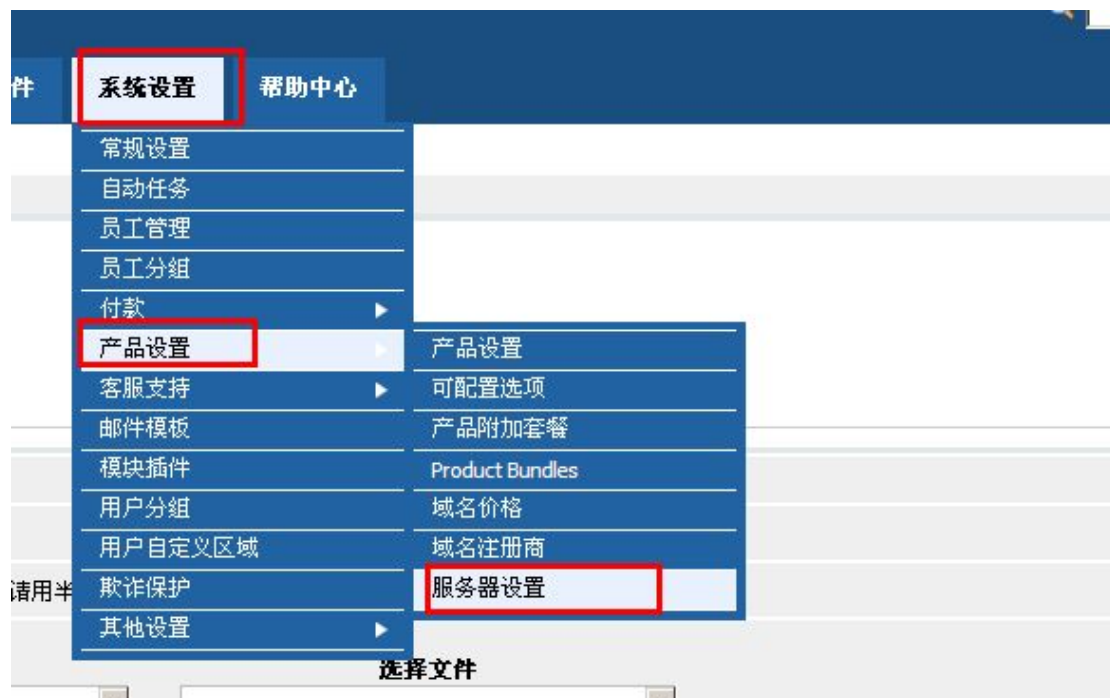 件 系统设置 帮助中心
常规设置
自动任务
员工管理
员工分组
付款
产品设置 产品设置
客服支持 可配置选项
邮件模板 产品附加套餐
模块插件 Product Bundles
用户分组 域名价格
用户自定义区域 域名注册商
请用半 欺诈保护 服务器设置
其他设置
选择文件